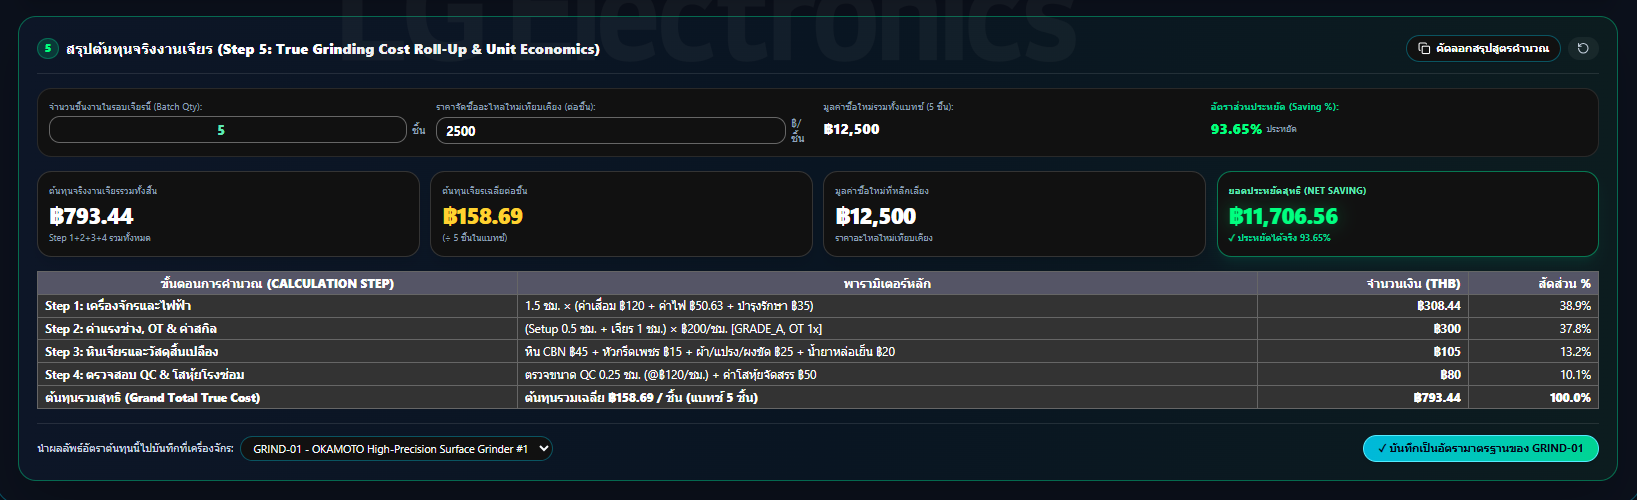 LG Electronics
5 สรุปต้นทุนจริงงานเจียร (Step 5: True Grinding Cost Roll-Up & Unit Economics)
คัดลอกสรุปสูตรคำนวณ
จำนวนชิ้นงานในรอบเจียรนี้ (Batch Qty):
5 ชิ้น
ราคาจัดซื้ออะไหล่ใหม่เทียบเคียง (ต่อชิ้น):
2500 ฿/ชิ้น
มูลค่าซื้อใหม่รวมทั้งแบทช์ (5 ชิ้น):
฿12,500
อัตราส่วนประหยัด (Saving %):
93.65% ประหยัด
ต้นทุนจริงงานเจียรรวมทั้งสิ้น
฿793.44
Step 1+2+3+4 รวมทั้งหมด
ต้นทุนเจียรเฉลี่ยต่อชิ้น
฿158.69
(÷ 5 ชิ้นในแบทช์)
มูลค่าซื้อใหม่ที่หลีกเลี่ยง
฿12,500
ราคาอะไหล่ใหม่เทียบเคียง
ยอดประหยัดสุทธิ (NET SAVING)
฿11,706.56
✓ ประหยัดได้จริง 93.65%
ขั้นตอนการคำนวณ (CALCULATION STEP) พารามิเตอร์หลัก จำนวนเงิน (THB) สัดส่วน %
Step 1: เครื่องจักรและไฟฟ้า 1.5 ชม. × (ค่าเสื่อม ฿120 + ค่าไฟ ฿50.63 + บำรุงรักษา ฿35) ฿308.44 38.9%
Step 2: ค่าแรงช่าง, OT & ค่าสกิล (Setup 0.5 ชม. + เจียร 1 ชม.) × ฿200/ชม. [GRADE_A, OT 1x] ฿300 37.8%
Step 3: หินเจียรและวัสดุสิ้นเปลือง หิน CBN ฿45 + หัวกรีดเพชร ฿15 + ผ้า/แปรง/ผงขัด ฿25 + น้ำยาหล่อเย็น ฿20 ฿105 13.2%
Step 4: ตรวจสอบ QC & โสหุ้ยโรงซ่อม ตรวจขนาด QC 0.25 ชม. (@฿120/ชม.) + ค่าโสหุ้ยจัดสรร ฿50 ฿80 10.1%
ต้นทุนรวมสุทธิ (Grand Total True Cost) ต้นทุนรวมเฉลี่ย ฿158.69 / ชิ้น (แบทช์ 5 ชิ้น) ฿793.44 100.0%
นำผลลัพธ์อัตราต้นทุนนี้ไปบันทึกที่เครื่องจักร: GRIND-01 - OKAMOTO High-Precision Surface Grinder #1
✓ บันทึกเป็นอัตรามาตรฐานของ GRIND-01